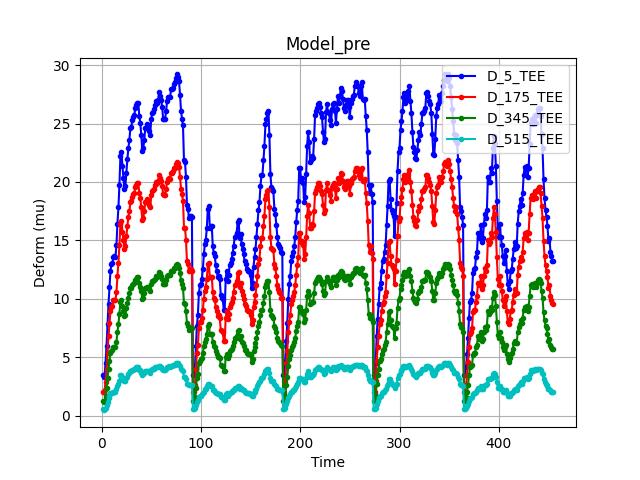 Model_pre
D_5_TEE
D_175_TEE
D_345_TEE
D_515_TEE
Deform (mu)
30
25
20
15
10
5
0
0 100 200 300 400
Time